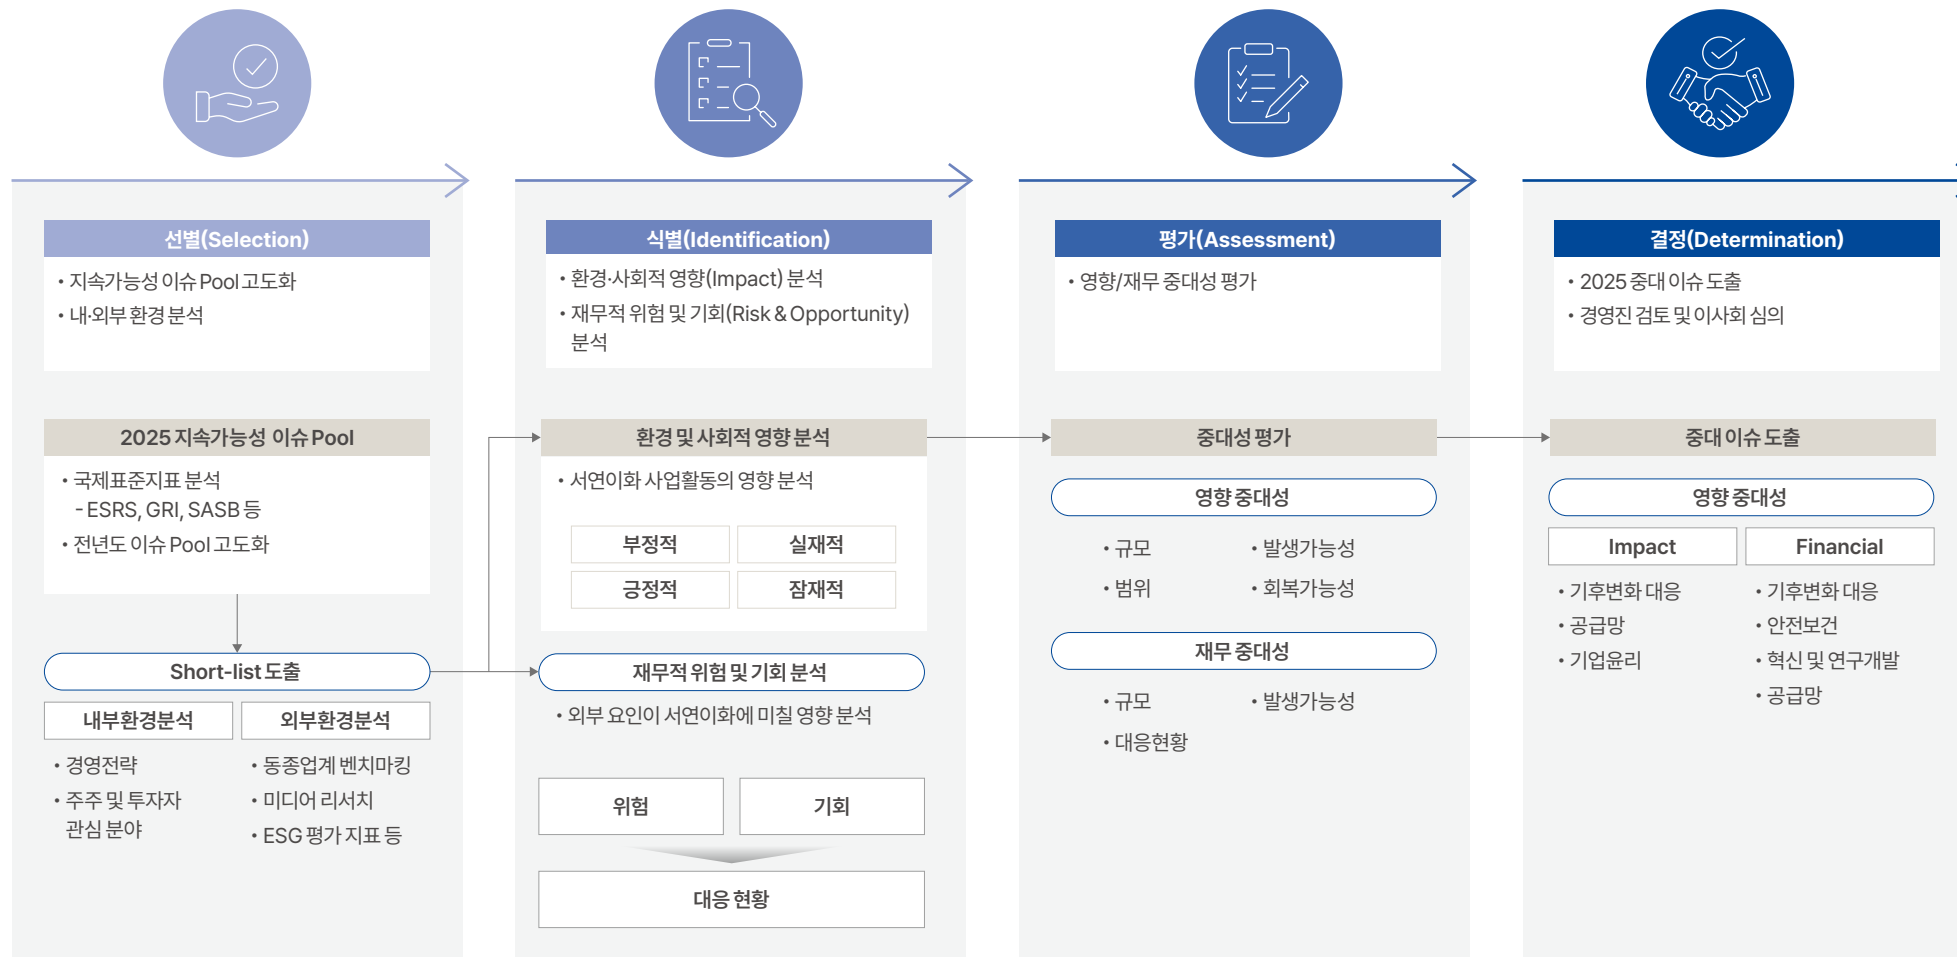 선별(Selection)
• 지속가능성 이슈 Pool 고도화
• 내·외부 환경 분석
2025 지속가능성 이슈 Pool
• 국제표준지표 분석
- ESRS, GRI, SASB 등
• 전년도 이슈 Pool 고도화
Short-list 도출
내부환경분석
• 경영전략
• 주주 및 투자자
관심 분야
외부환경분석
• 동종업계 벤치마킹
• 미디어 리서치
• ESG 평가 지표 등
식별(Identification)
• 환경·사회적 영향(Impact) 분석
• 재무적 위험 및 기회(Risk & Opportunity)
분석
환경 및 사회적 영향 분석
• 서연이화 사업활동의 영향 분석
부정적
실재적
긍정적
잠재적
재무적 위험 및 기회 분석
• 외부 요인이 서연이화에 미칠 영향 분석
위험
기회
대응 현황
평가(Assessment)
• 영향/재무 중대성 평가
중대성 평가
영향 중대성
• 규모
• 발생가능성
• 범위
• 회복가능성
재무 중대성
• 규모
• 발생가능성
• 대응현황
결정(Determination)
• 2025 중대 이슈 도출
• 경영진 검토 및 이사회 심의
중대 이슈 도출
영향 중대성
Impact
• 기후변화 대응
• 공급망
• 기업윤리
Financial
• 기후변화 대응
• 안전보건
• 혁신 및 연구개발
• 공급망